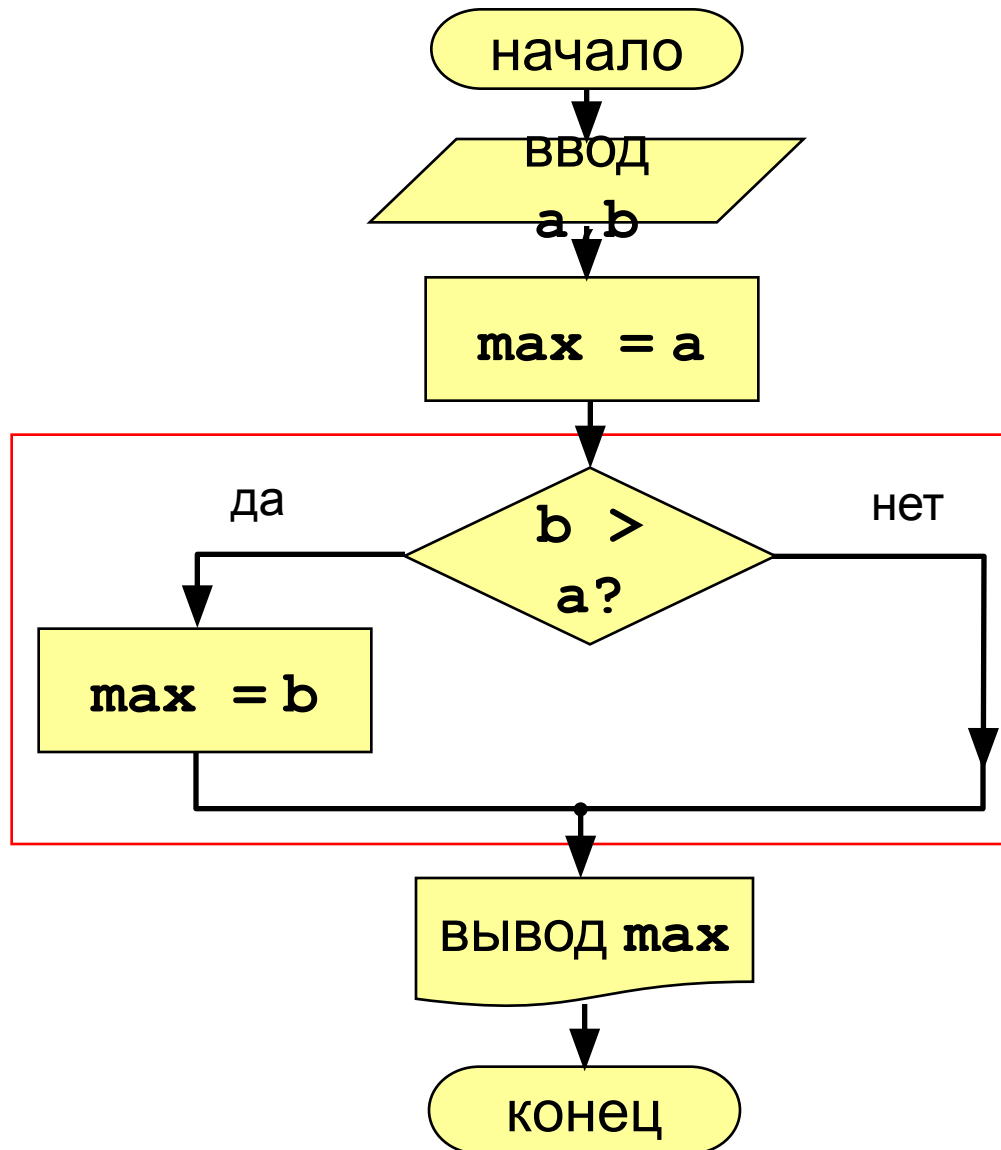 начало
ввод
a,b
max = a
да
нет
b >
a?
max = b
вывод max
конец